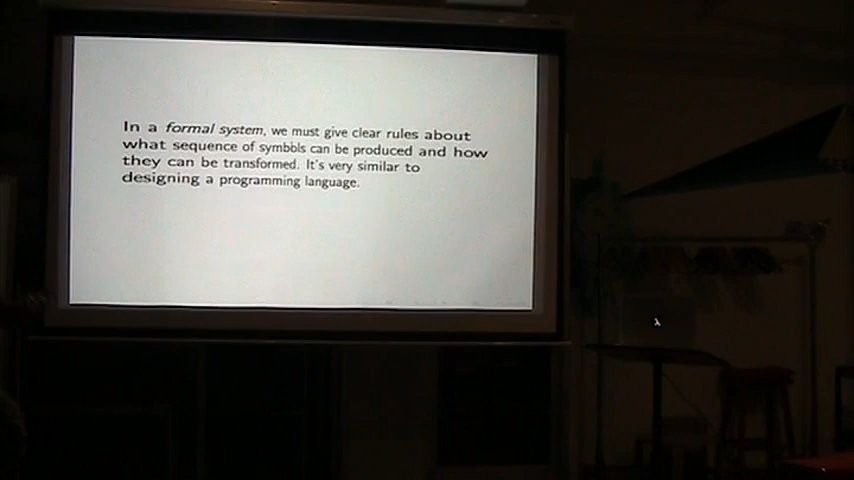 In a formal system, we must give clear rules about
what sequence of symbols can be produced and how
they can be transformed. It's very similar to
designing a programming language.
λ